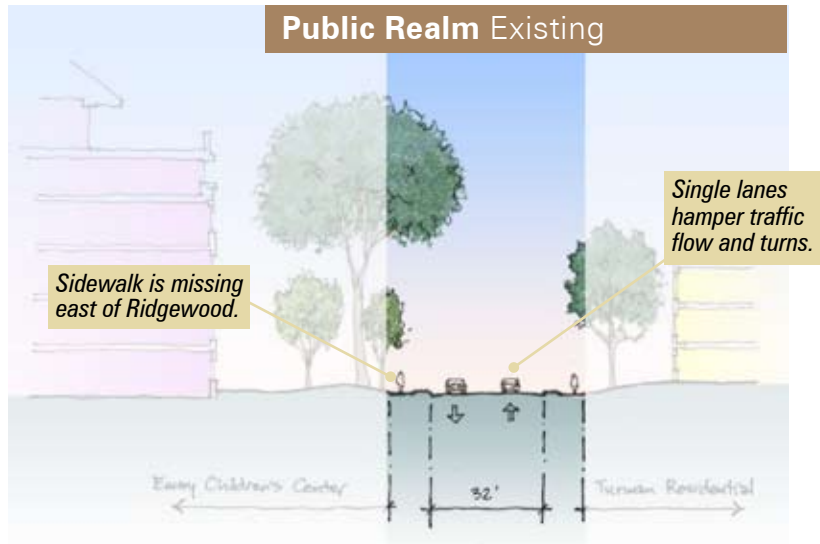 Public Realm Existing
Single lanes
hamper traffic
flow and turns.
Sidewalk is missing
east of Ridgewood.
Emory Children's Center
32'
Turman Residential